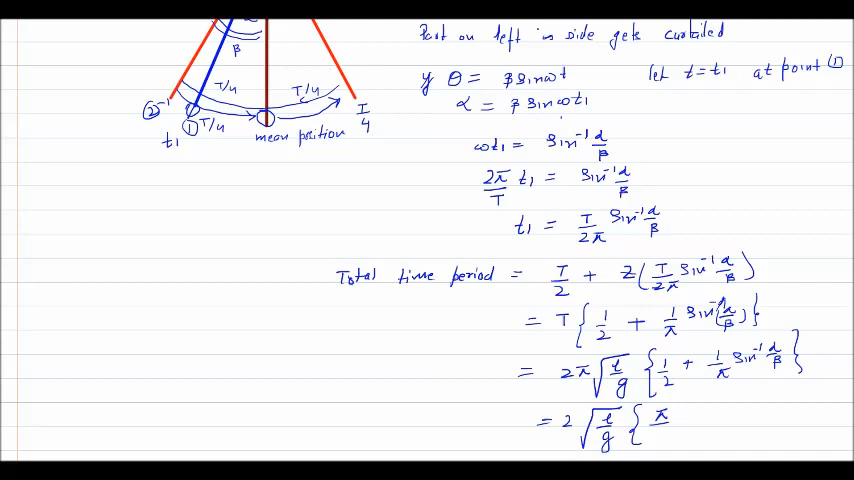 Part on left in side gets curtailed
y θ = β sin ωt let t = t₁ at point ①
α = β sin ωt₁
ωt₁ = Sin⁻¹ α/β
2π/T t₁ = Sin⁻¹ α/β
t₁ = T/2π Sin⁻¹ α/β
Total time period = T/2 + 2(T/2π Sin⁻¹ α/β)
= T{1/2 + 1/π Sin⁻¹(α/β)}
= 2π√(l/g) {1/2 + 1/π Sin⁻¹ α/β}
= 2√(l/g) {π
β
T/4
T/4
②
①
T/4
mean position
t₁